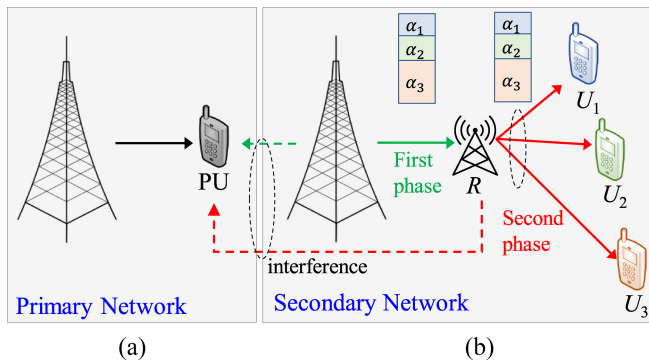 α₁
α₂
α₃
α₁
α₂
α₃
U₁
PU
First
phase
R
U₂
Second
phase
interference
U₃
Primary Network
Secondary Network
(a)
(b)